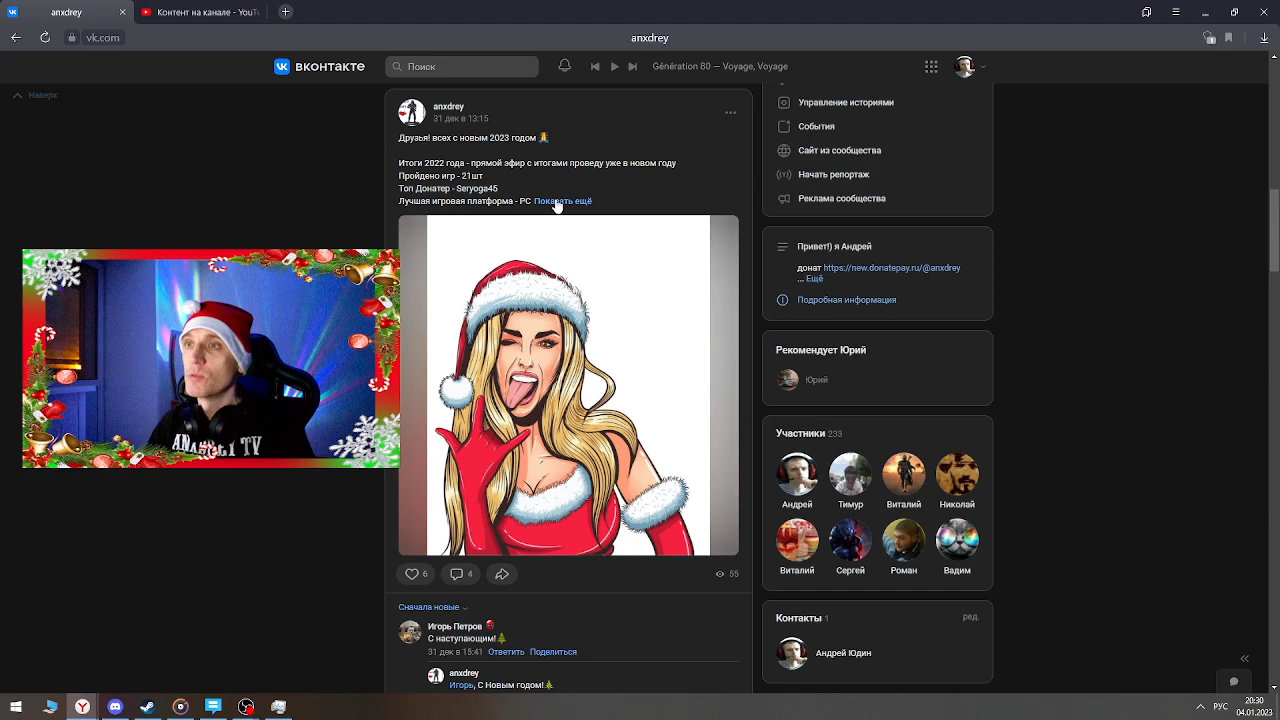 anxdrey
Контент на канале - YouTu
vk.com
anxdrey
ВКОНТАКТЕ
Поиск
Génération 80 — Voyage, Voyage
Наверх
anxdrey
31 дек в 13:15
Друзья! всех с новым 2023 годом
Итоги 2022 года - прямой эфир с итогами проведу уже в новом году
Пройдено игр - 21шт
Топ Донатер - Seryoga45
Лучшая игровая платформа - PC Показать ещё
6
4
55
Сначала новые
Игорь Петров
С наступающим!
31 дек в 15:41 Ответить Поделиться
anxdrey
Игорь, С Новым годом!
Управление историями
События
Сайт из сообщества
Начать репортаж
Реклама сообщества
Привет!) я Андрей
донат https://new.donatepay.ru/@anxdrey
... Ещё
Подробная информация
Рекомендует Юрий
Юрий
Участники 233
Андрей
Тимур
Виталий
Николай
Виталий
Сергей
Роман
Вадим
Контакты 1
ред.
Андрей Юдин
TV
РУС
20:30
04.01.2023